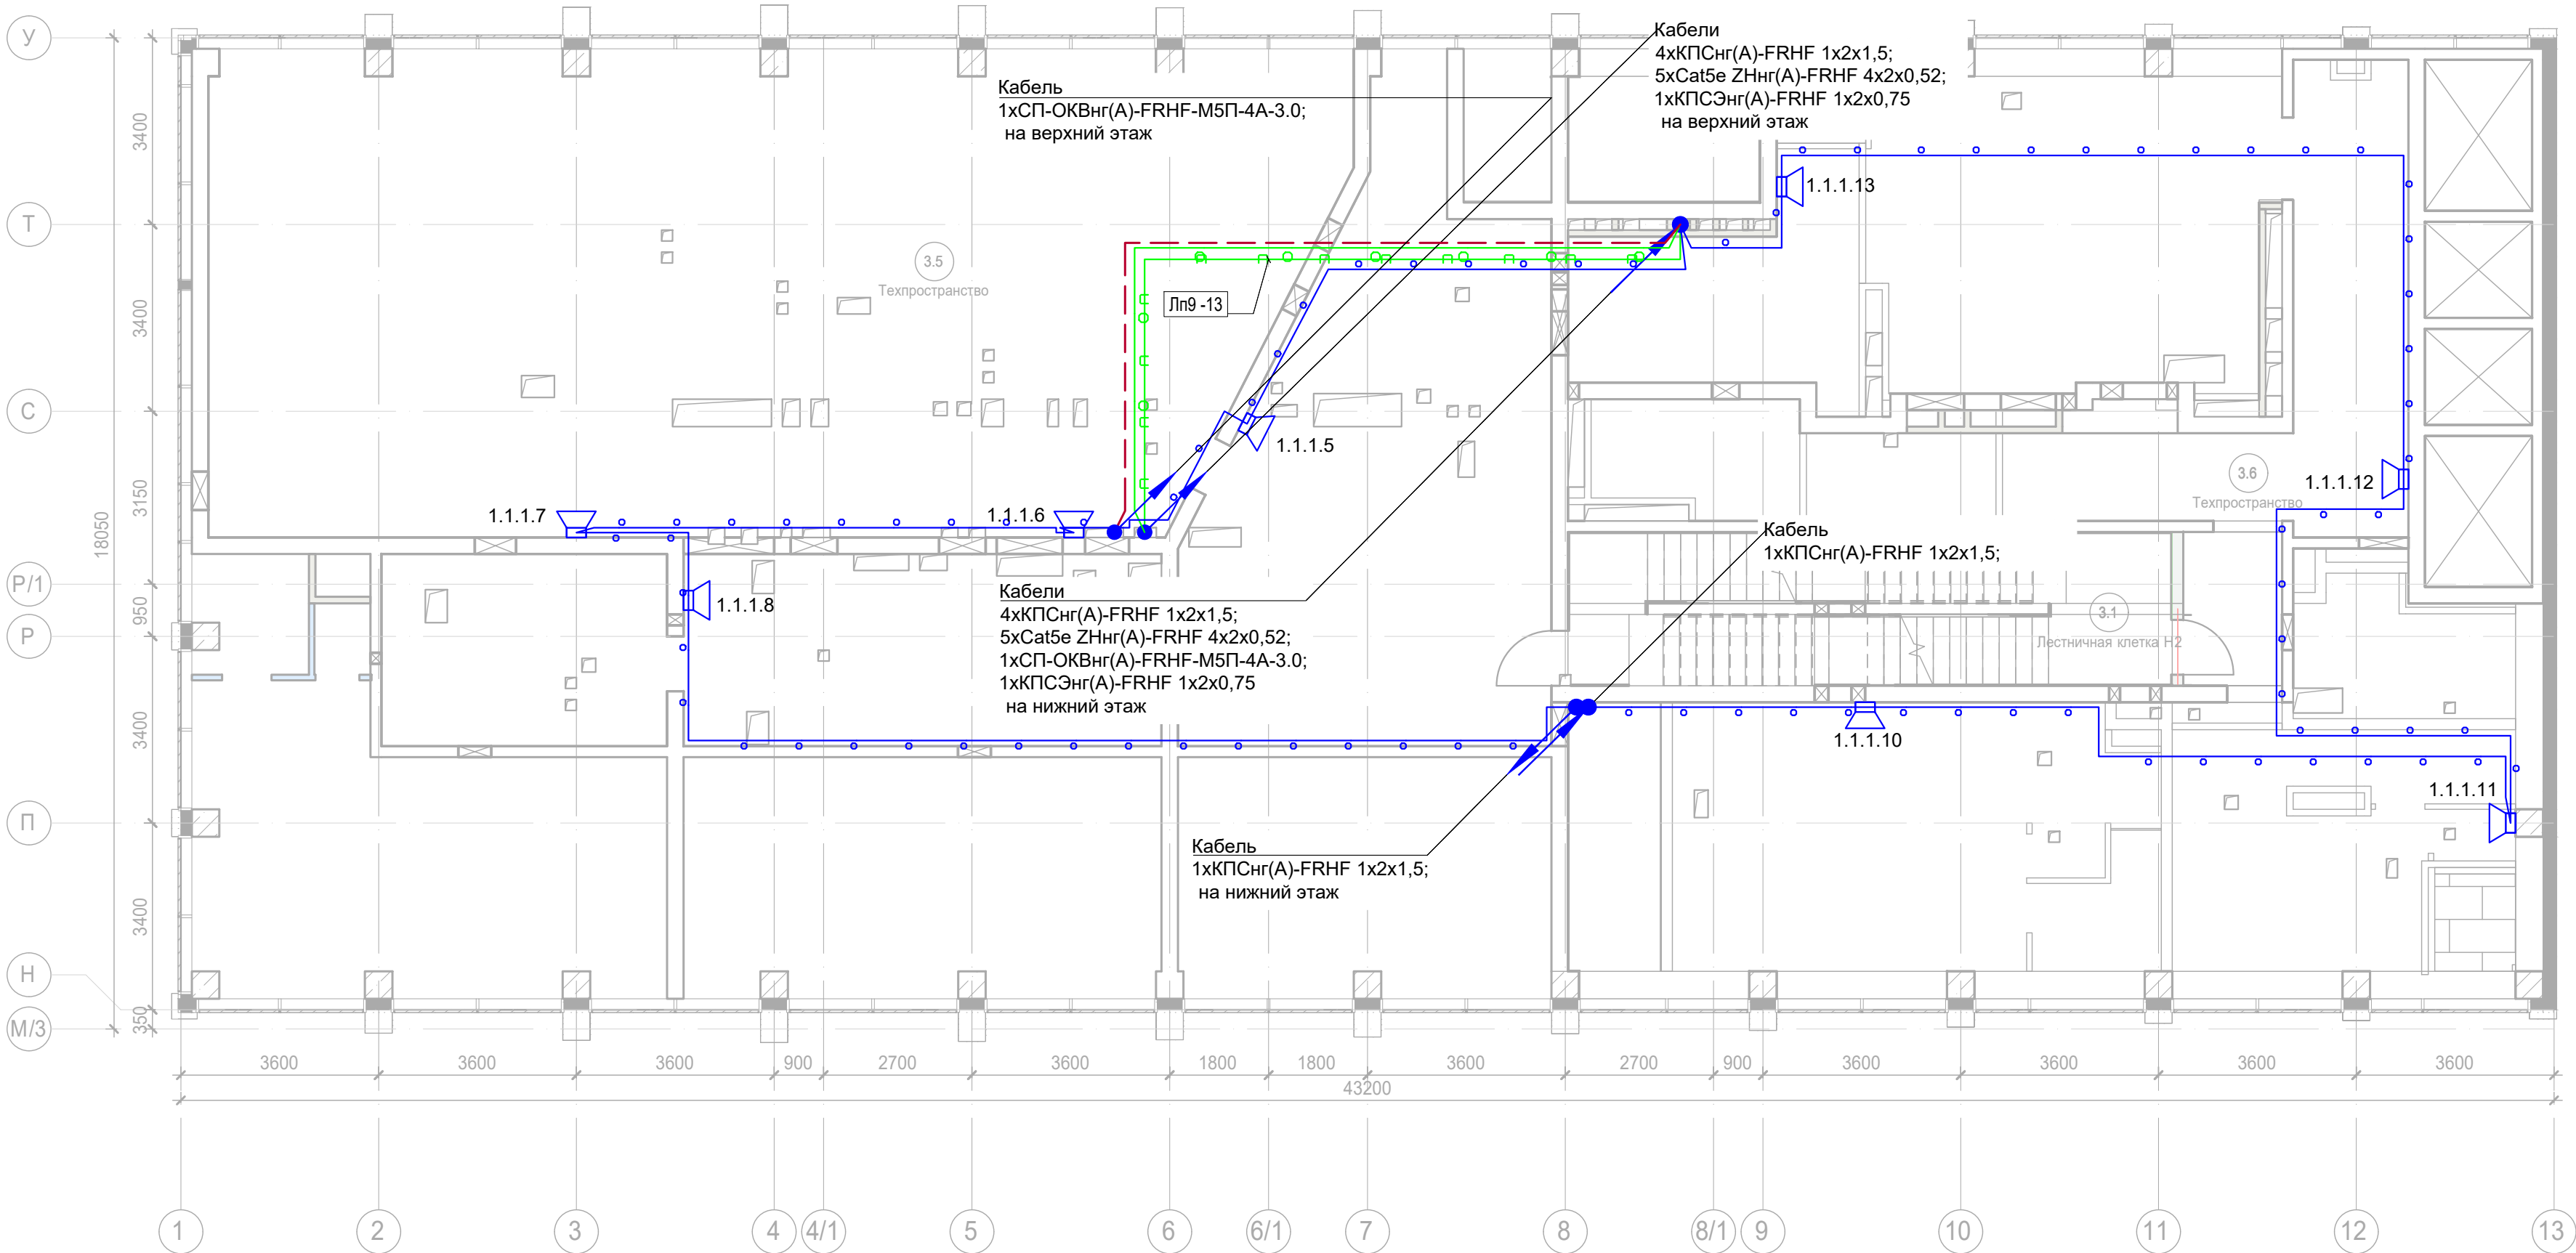 Кабели
4хКПСнг(А)-FRHF 1х2х1,5;
5хCat5e ZHнг(А)-FRHF 4х2х0,52;
1хКПСЭнг(А)-FRHF 1х2х0,75
на верхний этаж
Кабель
1хСП-ОКВнг(А)-FRHF-М5П-4А-3.0;
на верхний этаж
У
Т
С
Р/1
Р
П
Н
М/3
3400
3400
3150
950
3400
3400
350
18050
3.5
Техпространство
Лп9 -13
1.1.1.13
1.1.1.5
1.1.1.7
1.1.1.6
1.1.1.12
3.6
Техпространство
Кабель
1хКПСнг(А)-FRHF 1х2х1,5;
1.1.1.8
Кабели
4хКПСнг(А)-FRHF 1х2х1,5;
5хCat5e ZHнг(А)-FRHF 4х2х0,52;
1хСП-ОКВнг(А)-FRHF-М5П-4А-3.0;
1хКПСЭнг(А)-FRHF 1х2х0,75
на нижний этаж
3.1
Лестничная клетка Н2
1.1.1.10
1.1.1.11
Кабель
1хКПСнг(А)-FRHF 1х2х1,5;
на нижний этаж
3600 3600 3600 900 2700 3600 1800 1800 3600 2700 900 3600 3600 3600 3600
43200
1 2 3 4 4/1 5 6 6/1 7 8 8/1 9 10 11 12 13